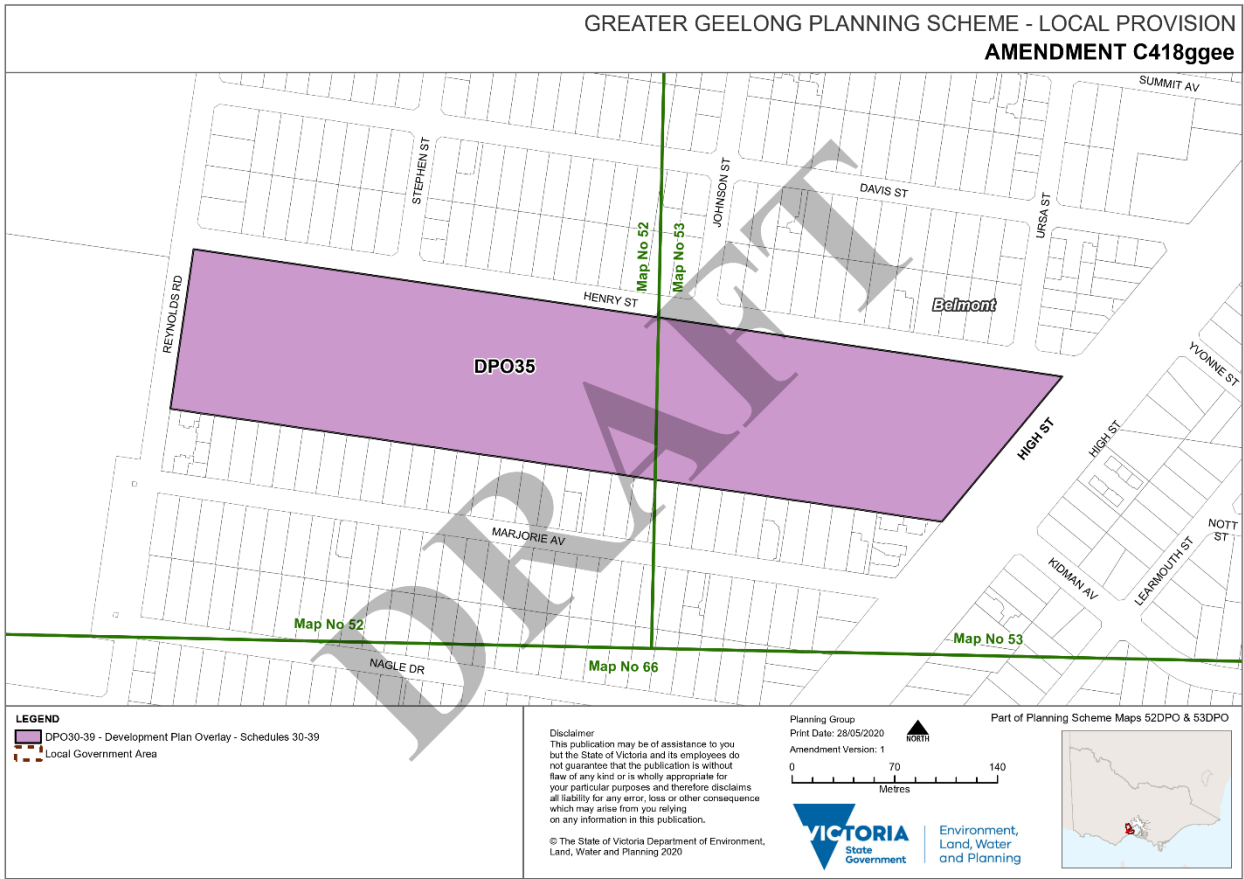 GREATER GEELONG PLANNING SCHEME - LOCAL PROVISION
AMENDMENT C418ggee
SUMMIT AV
STEPHEN ST
JOHNSON ST
DAVIS ST
URSA ST
Map No 52
Map No 53
REYNOLDS RD
HENRY ST
Belmont
YVONNE ST
DPO35
HIGH ST
HIGH ST
NOTT
ST
MARJORIE AV
KIDMAN AV
LEARMOUTH ST
DRAFT
Map No 52
Map No 53
NAGLE DR
Map No 66
LEGEND
DPO30-39 - Development Plan Overlay - Schedules 30-39
Local Government Area
Disclaimer
This publication may be of assistance to you
but the State of Victoria and its employees do
not guarantee that the publication is without
flaw of any kind or is wholly appropriate for
your particular purposes and therefore disclaims
all liability for any error, loss or other consequence
which may arise from you relying
on any information in this publication.
© The State of Victoria Department of Environment,
Land, Water and Planning 2020
Planning Group
Print Date: 28/05/2020
Amendment Version: 1
NORTH
0 70 140
Metres
VICTORIA
State
Government
Environment,
Land, Water
and Planning
Part of Planning Scheme Maps 52DPO & 53DPO